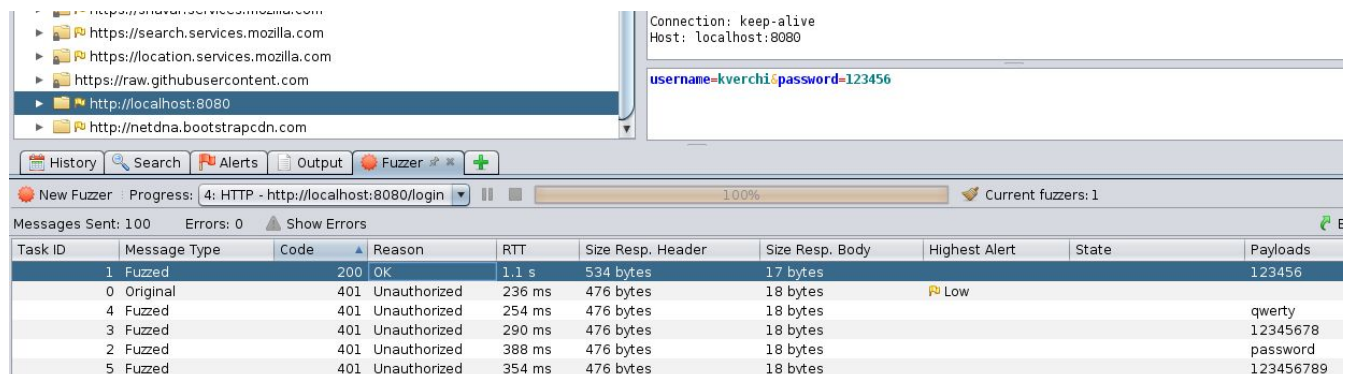 https://shavar.services.mozilla.com
https://search.services.mozilla.com
https://location.services.mozilla.com
https://raw.githubusercontent.com
http://localhost:8080
http://netdna.bootstrapcdn.com
Connection: keep-alive
Host: localhost:8080
username=kverchi&password=123456
History Search Alerts Output Fuzzer
New Fuzzer Progress: 4: HTTP - http://localhost:8080/login 100% Current fuzzers: 1
Messages Sent: 100 Errors: 0 Show Errors
Task ID Message Type Code Reason RTT Size Resp. Header Size Resp. Body Highest Alert State Payloads
1 Fuzzed 200 OK 1.1 s 534 bytes 17 bytes 123456
0 Original 401 Unauthorized 236 ms 476 bytes 18 bytes Low
4 Fuzzed 401 Unauthorized 254 ms 476 bytes 18 bytes qwerty
3 Fuzzed 401 Unauthorized 290 ms 476 bytes 18 bytes 12345678
2 Fuzzed 401 Unauthorized 388 ms 476 bytes 18 bytes password
5 Fuzzed 401 Unauthorized 354 ms 476 bytes 18 bytes 123456789